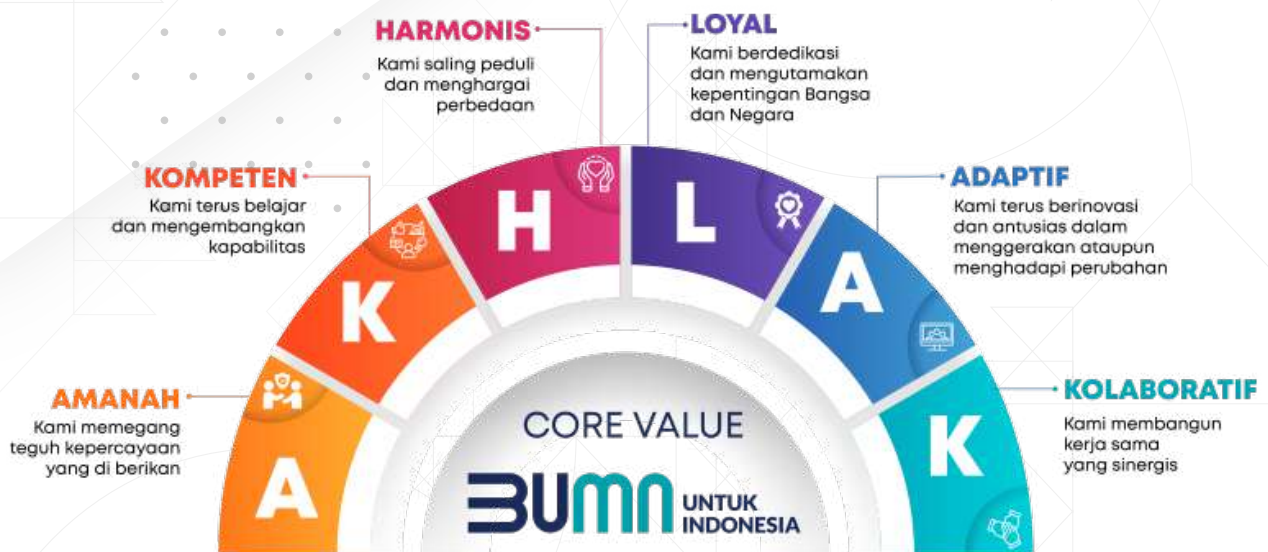 HARMONIS
Kami saling peduli
dan menghargai
perbedaan
LOYAL
Kami berdedikasi
dan mengutamakan
kepentingan Bangsa
dan Negara
KOMPETEN
Kami terus belajar
dan mengembangkan
kapabilitas
ADAPTIF
Kami terus berinovasi
dan antusias dalam
menggerakan ataupun
menghadapi perubahan
AMANAH
Kami memegang
teguh kepercayaan
yang di berikan
KOLABORATIF
Kami membangun
kerja sama
yang sinergis
A
K
H
L
A
K
CORE VALUE
BUMN UNTUK
INDONESIA